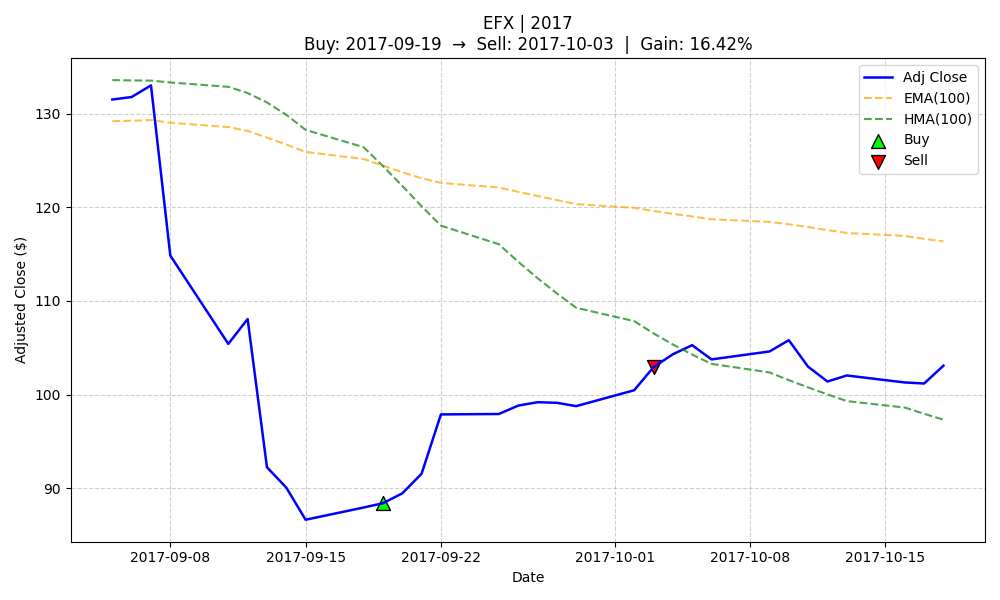 EFX | 2017
Buy: 2017-09-19 → Sell: 2017-10-03 | Gain: 16.42%
Adj Close
EMA(100)
HMA(100)
Buy
Sell
Adjusted Close ($)
130
120
110
100
90
2017-09-08
2017-09-15
2017-09-22
2017-10-01
2017-10-08
2017-10-15
Date